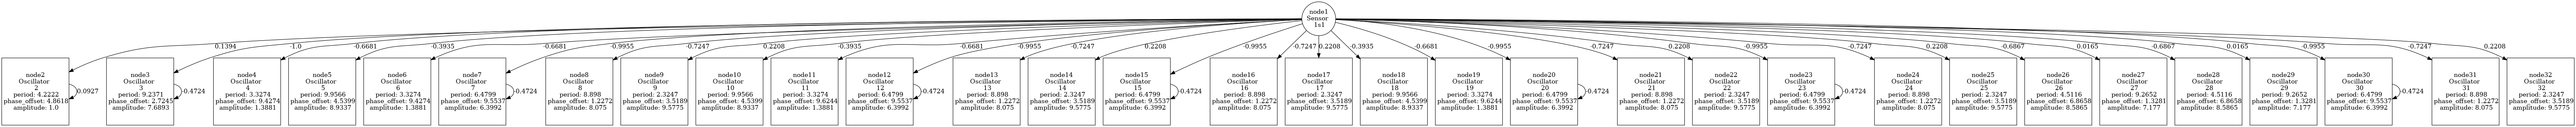 node1
Sensor
1s1
0.1394
-1.0
-0.6681
-0.3935
-0.6681
-0.9955
-0.7247
0.2208
-0.3935
-0.6681
-0.9955
-0.7247
0.2208
-0.9955
-0.7247
0.2208
-0.3935
-0.6681
-0.9955
-0.7247
0.2208
-0.9955
-0.7247
0.2208
-0.6867
0.0165
-0.6867
0.0165
-0.9955
-0.7247
0.2208
node2
Oscillator
2
period: 4.2222
phase_offset: 4.8618
amplitude: 1.0
0.0927
node3
Oscillator
3
period: 9.2371
phase_offset: 2.7245
amplitude: 7.6893
-0.4724
node4
Oscillator
4
period: 3.3274
phase_offset: 9.4274
amplitude: 1.3881
node5
Oscillator
5
period: 9.9566
phase_offset: 4.5399
amplitude: 8.9337
node6
Oscillator
6
period: 3.3274
phase_offset: 9.4274
amplitude: 1.3881
node7
Oscillator
7
period: 6.4799
phase_offset: 9.5537
amplitude: 6.3992
-0.4724
node8
Oscillator
8
period: 8.898
phase_offset: 1.2272
amplitude: 8.075
node9
Oscillator
9
period: 2.3247
phase_offset: 3.5189
amplitude: 9.5775
node10
Oscillator
10
period: 9.9566
phase_offset: 4.5399
amplitude: 8.9337
node11
Oscillator
11
period: 3.3274
phase_offset: 9.6244
amplitude: 1.3881
node12
Oscillator
12
period: 6.4799
phase_offset: 9.5537
amplitude: 6.3992
-0.4724
node13
Oscillator
13
period: 8.898
phase_offset: 1.2272
amplitude: 8.075
node14
Oscillator
14
period: 2.3247
phase_offset: 3.5189
amplitude: 9.5775
node15
Oscillator
15
period: 6.4799
phase_offset: 9.5537
amplitude: 6.3992
-0.4724
node16
Oscillator
16
period: 8.898
phase_offset: 1.2272
amplitude: 8.075
node17
Oscillator
17
period: 2.3247
phase_offset: 3.5189
amplitude: 9.5775
node18
Oscillator
18
period: 9.9566
phase_offset: 4.5399
amplitude: 8.9337
node19
Oscillator
19
period: 3.3274
phase_offset: 9.6244
amplitude: 1.3881
node20
Oscillator
20
period: 6.4799
phase_offset: 9.5537
amplitude: 6.3992
-0.4724
node21
Oscillator
21
period: 8.898
phase_offset: 1.2272
amplitude: 8.075
node22
Oscillator
22
period: 2.3247
phase_offset: 3.5189
amplitude: 9.5775
node23
Oscillator
23
period: 6.4799
phase_offset: 9.5537
amplitude: 6.3992
-0.4724
node24
Oscillator
24
period: 8.898
phase_offset: 1.2272
amplitude: 8.075
node25
Oscillator
25
period: 2.3247
phase_offset: 3.5189
amplitude: 9.5775
node26
Oscillator
26
period: 4.5116
phase_offset: 6.8658
amplitude: 8.5865
node27
Oscillator
27
period: 9.2652
phase_offset: 1.3281
amplitude: 7.177
node28
Oscillator
28
period: 4.5116
phase_offset: 6.8658
amplitude: 8.5865
node29
Oscillator
29
period: 9.2652
phase_offset: 1.3281
amplitude: 7.177
node30
Oscillator
30
period: 6.4799
phase_offset: 9.5537
amplitude: 6.3992
-0.4724
node31
Oscillator
31
period: 8.898
phase_offset: 1.2272
amplitude: 8.075
node32
Oscillator
32
period: 2.3247
phase_offset: 3.5189
amplitude: 9.5775